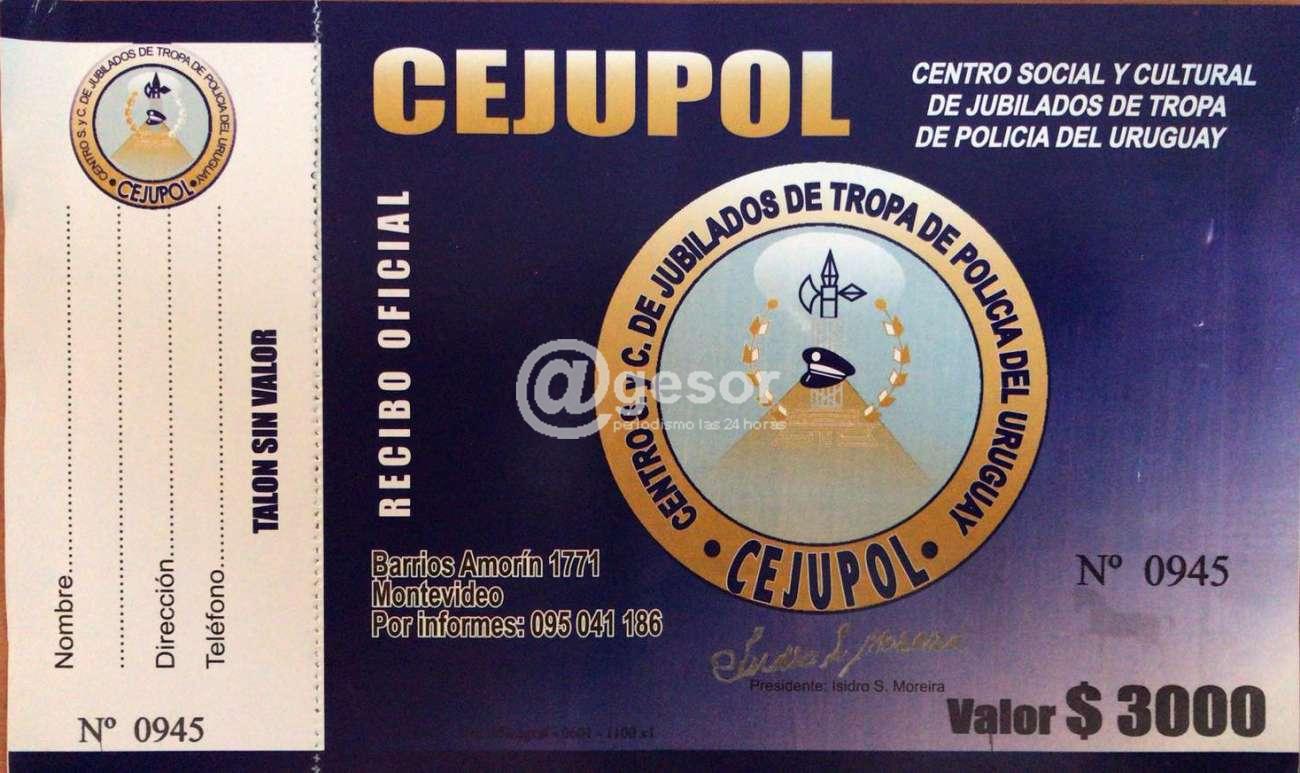 CENTRO S. y C. DE JUBILADOS DE TROPA DE POLICIA DEL URUGUAY
• CEJUPOL •
Nombre
Dirección
Teléfono
TALON SIN VALOR
Nº 0945
CEJUPOL
CENTRO SOCIAL Y CULTURAL
DE JUBILADOS DE TROPA
DE POLICIA DEL URUGUAY
RECIBO OFICIAL
CENTRO S. Y C. DE JUBILADOS DE TROPA DE POLICIA DEL URUGUAY
• CEJUPOL •
@gesor
periodismo las 24 horas
Barrios Amorín 1771
Montevideo
Por informes: 095 041 186
Nº 0945
Presidente: Isidro S. Moreira
Valor $ 3000